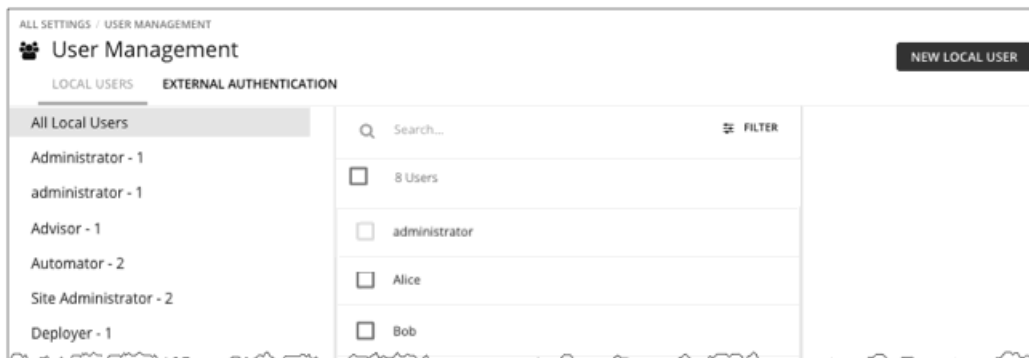 ALL SETTINGS / USER MANAGEMENT
User Management
NEW LOCAL USER
LOCAL USERS EXTERNAL AUTHENTICATION
All Local Users
Administrator - 1
administrator - 1
Advisor - 1
Automator - 2
Site Administrator - 2
Deployer - 1
Search... FILTER
8 Users
administrator
Alice
Bob